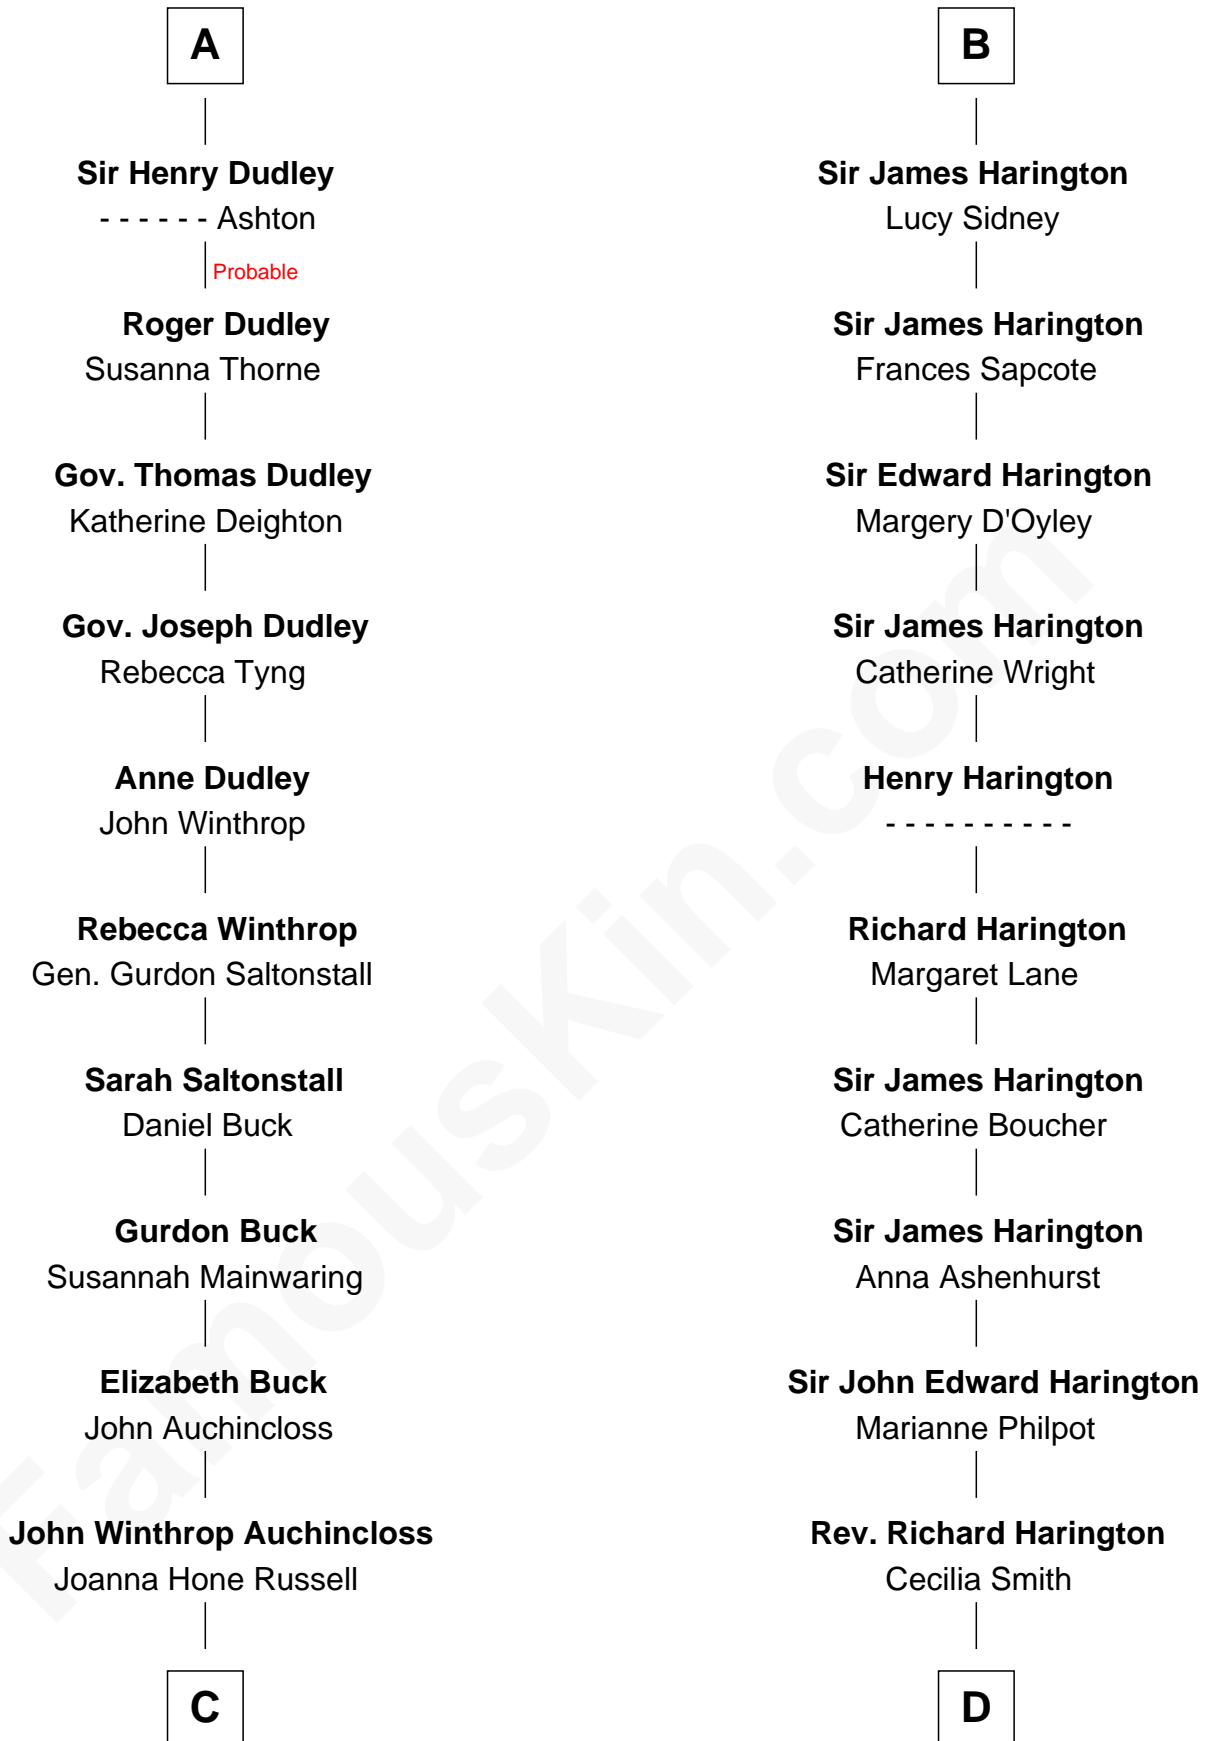 A
Sir Henry Dudley
- - - - - - Ashton
Probable
Roger Dudley
Susanna Thorne
Gov. Thomas Dudley
Katherine Deighton
Gov. Joseph Dudley
Rebecca Tyng
Anne Dudley
John Winthrop
Rebecca Winthrop
Gen. Gurdon Saltonstall
Sarah Saltonstall
Daniel Buck
Gurdon Buck
Susannah Mainwaring
Elizabeth Buck
John Auchincloss
John Winthrop Auchincloss
Joanna Hone Russell
C
B
Sir James Harington
Lucy Sidney
Sir James Harington
Frances Sapcote
Sir Edward Harington
Margery D'Oyley
Sir James Harington
Catherine Wright
Henry Harington
- - - - - - - - - -
Richard Harington
Margaret Lane
Sir James Harington
Catherine Boucher
Sir James Harington
Anna Ashenhurst
Sir John Edward Harington
Marianne Philpot
Rev. Richard Harington
Cecilia Smith
D
FamousKin.com